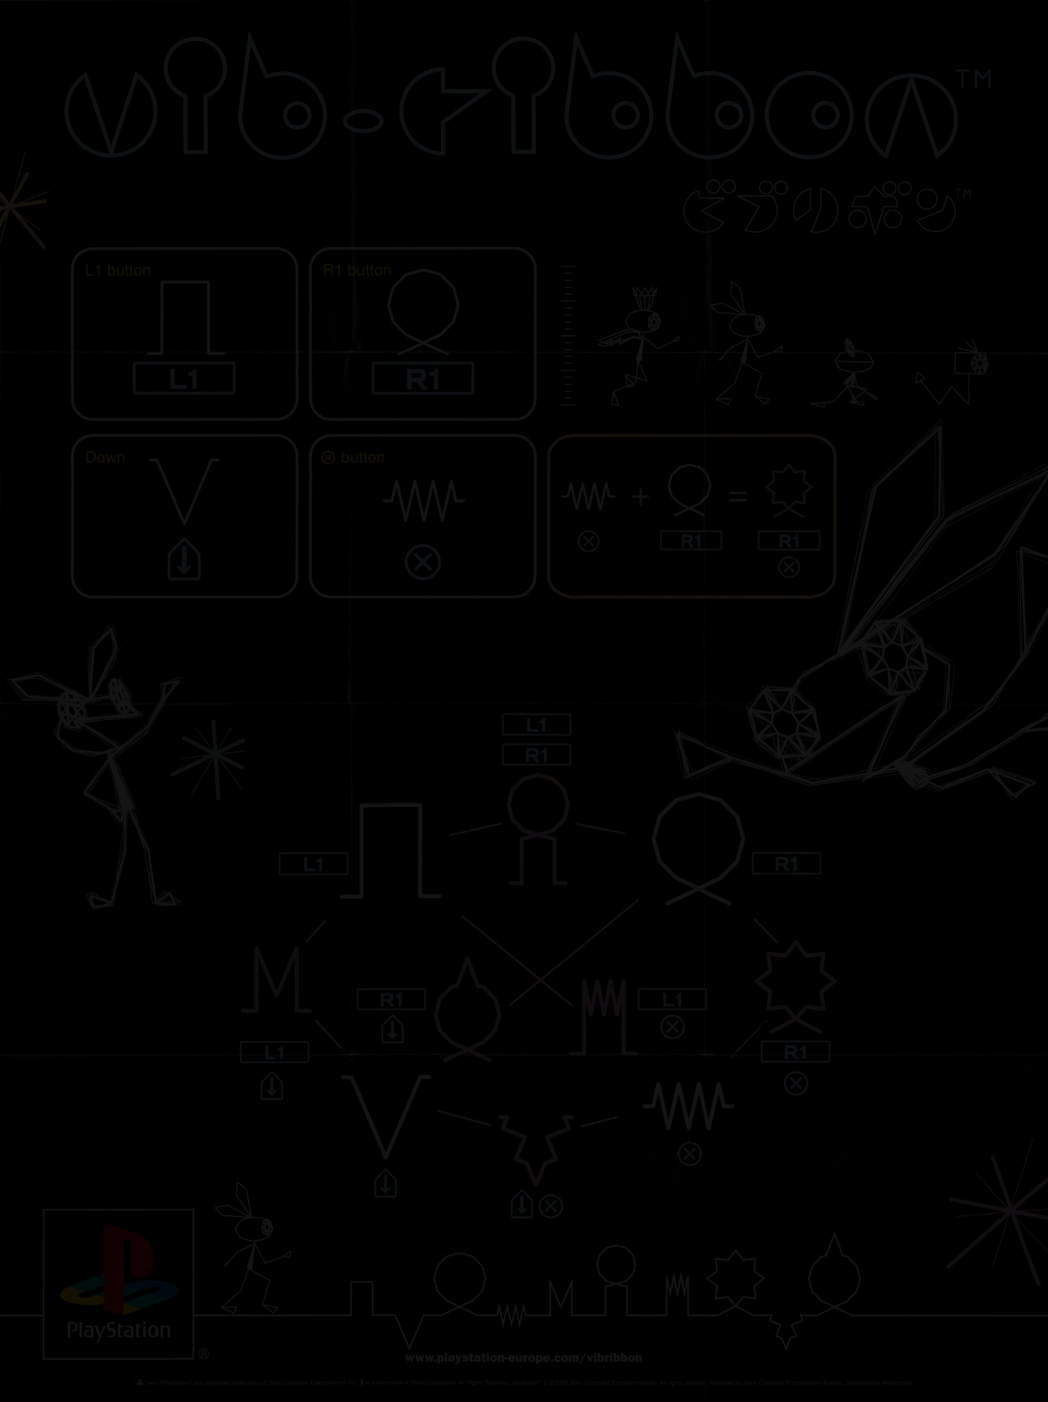 vib-ribbon™
ビブリボン™
L1 button
R1 button
L1
R1
Down
⊗ button
+ =
R1 R1
L1
R1
L1 R1
R1 L1
L1 R1
PlayStation
®
www.playstation-europe.com/vibribbon